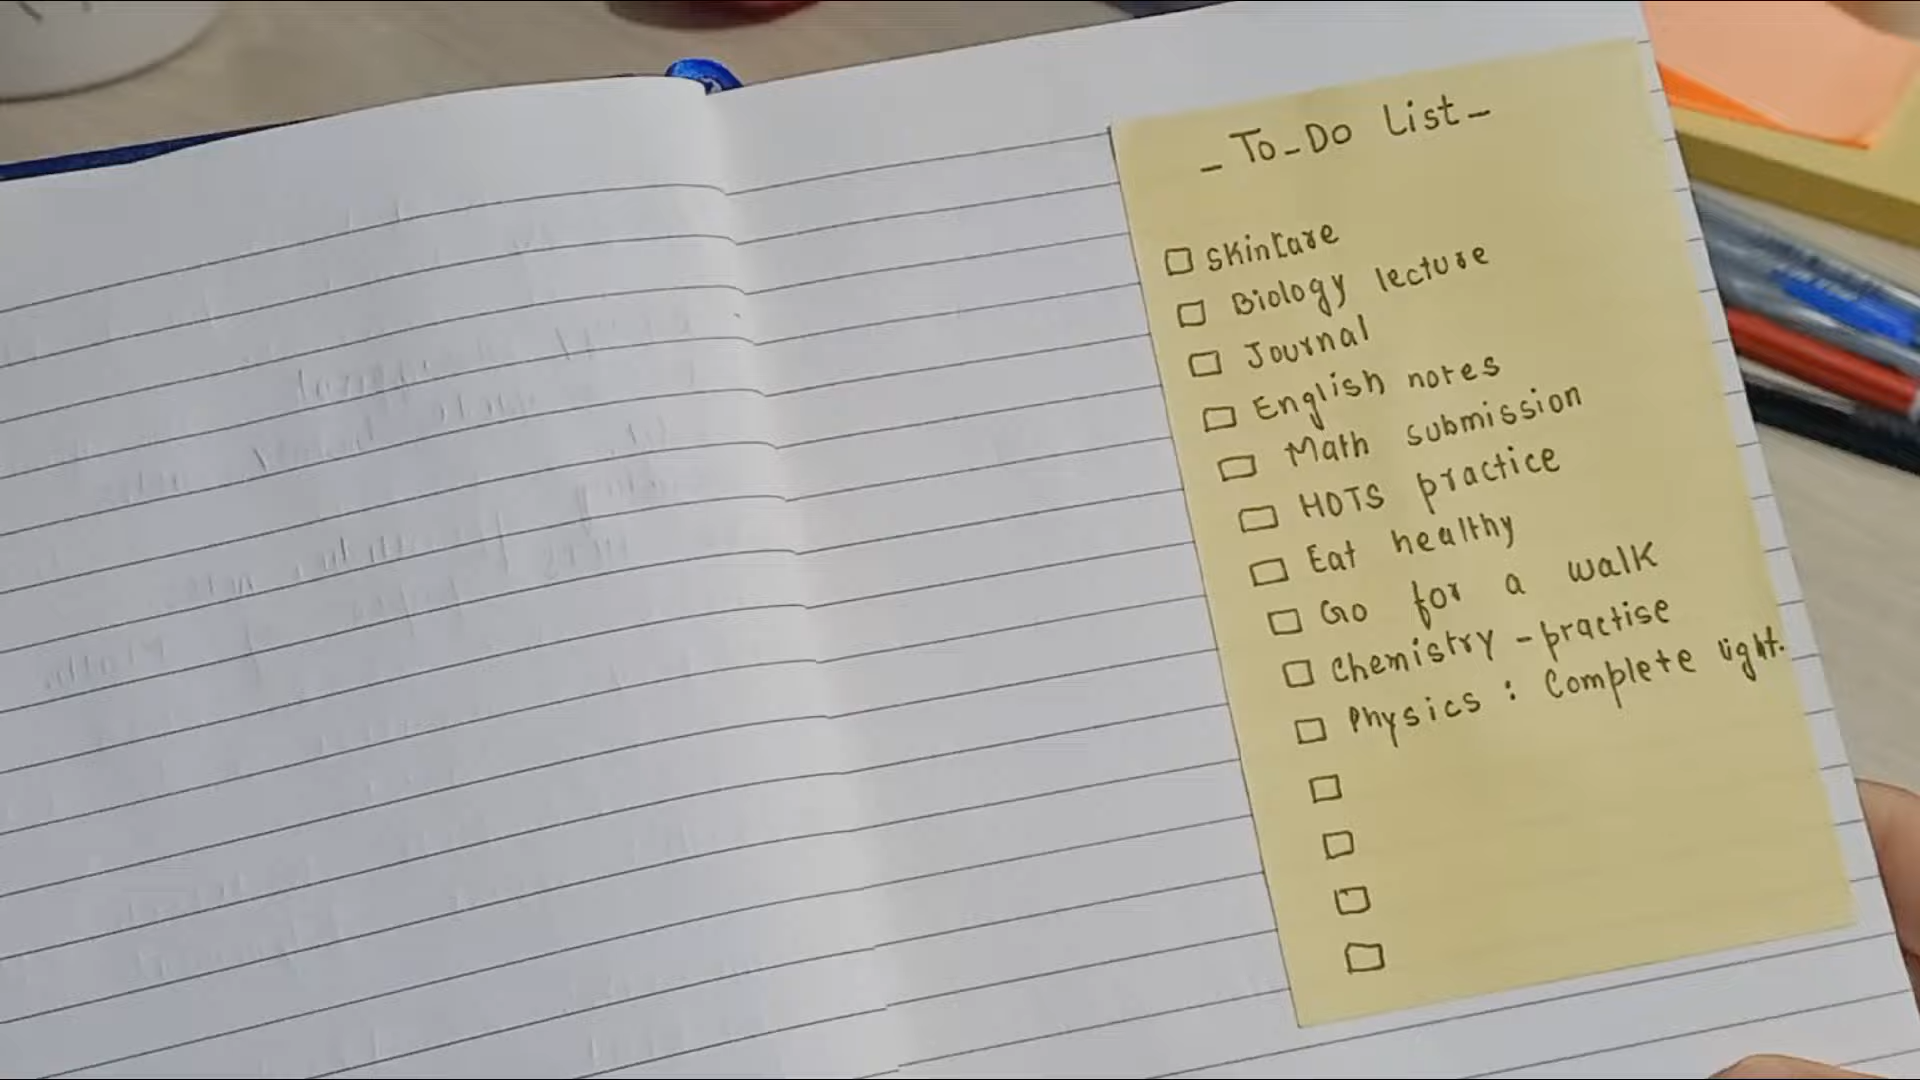 - To-Do List -
Skincare
Biology lecture
Journal
English notes
Math submission
HOTS practice
Eat healthy
Go for a walk
Chemistry - practise
Physics : Complete light.